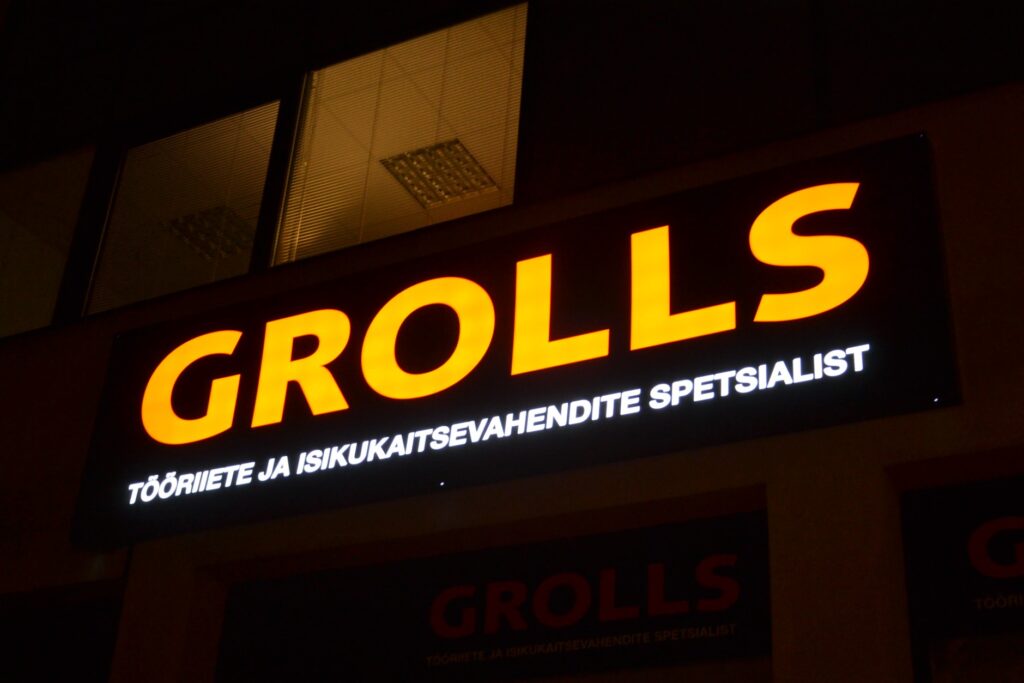 GROLLS
TÖÖRIIETE JA ISIKUKAITSEVAHENDITE SPETSIALIST
GROLLS
TÖÖRIIETE JA ISIKUKAITSEVAHENDITE SPETSIALIST